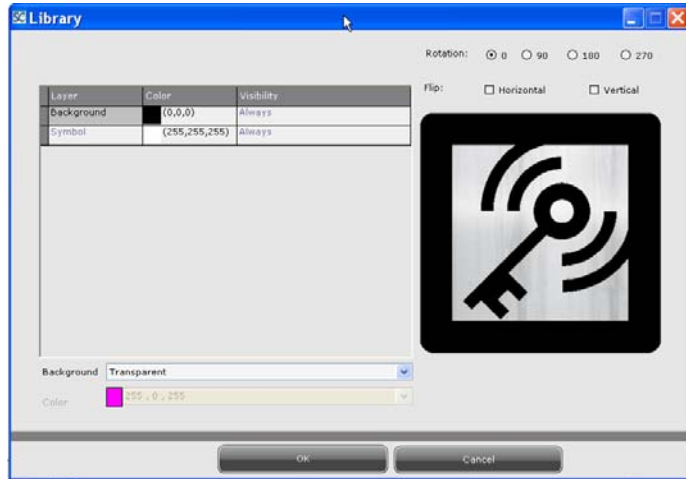 Library
Rotation: 0 90 180 270
Flip: Horizontal Vertical
Layer Color Visibility
Background (0,0,0) Always
Symbol (255,255,255) Always
Background Transparent
Color 255 , 0 , 255
OK Cancel